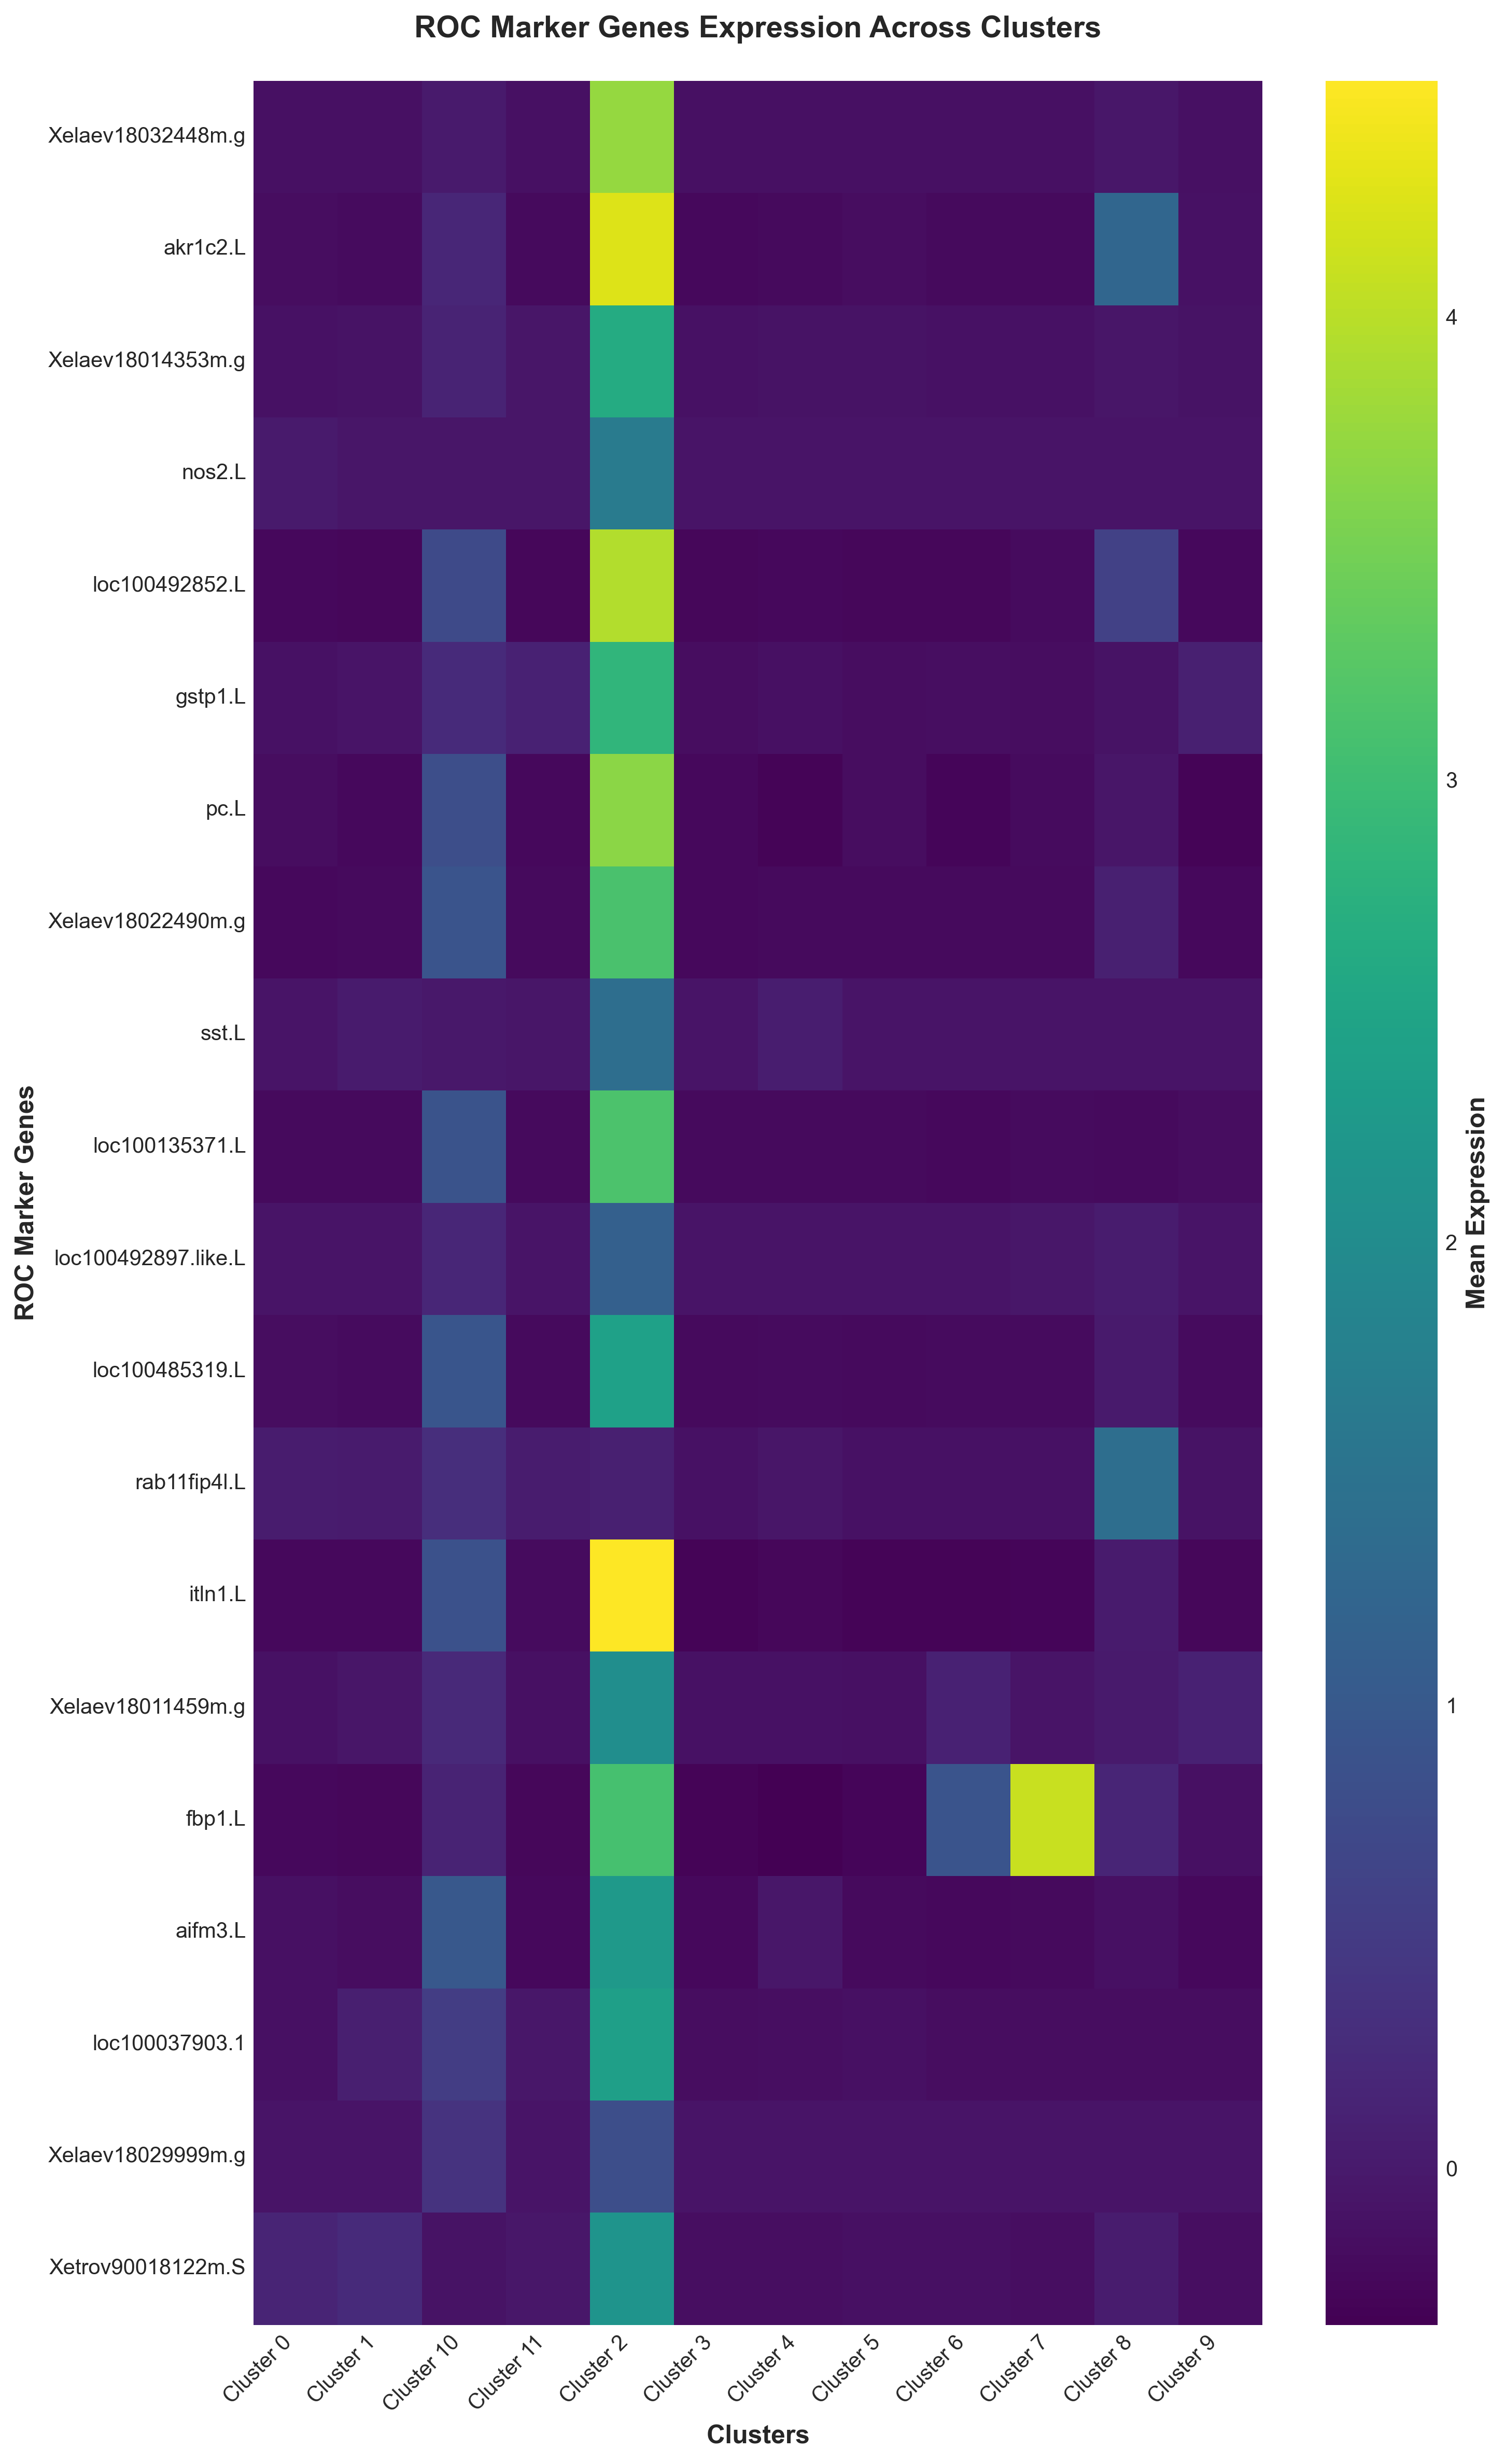 ROC Marker Genes Expression Across Clusters
Xelaev18032448m.g
akr1c2.L
Xelaev18014353m.g
nos2.L
loc100492852.L
gstp1.L
pc.L
Xelaev18022490m.g
sst.L
loc100135371.L
loc100492897.like.L
loc100485319.L
rab11fip4l.L
itln1.L
Xelaev18011459m.g
fbp1.L
aifm3.L
loc100037903.1
Xelaev18029999m.g
Xetrov90018122m.S
ROC Marker Genes
Cluster 0
Cluster 1
Cluster 10
Cluster 11
Cluster 2
Cluster 3
Cluster 4
Cluster 5
Cluster 6
Cluster 7
Cluster 8
Cluster 9
Clusters
4
3
2
1
0
Mean Expression